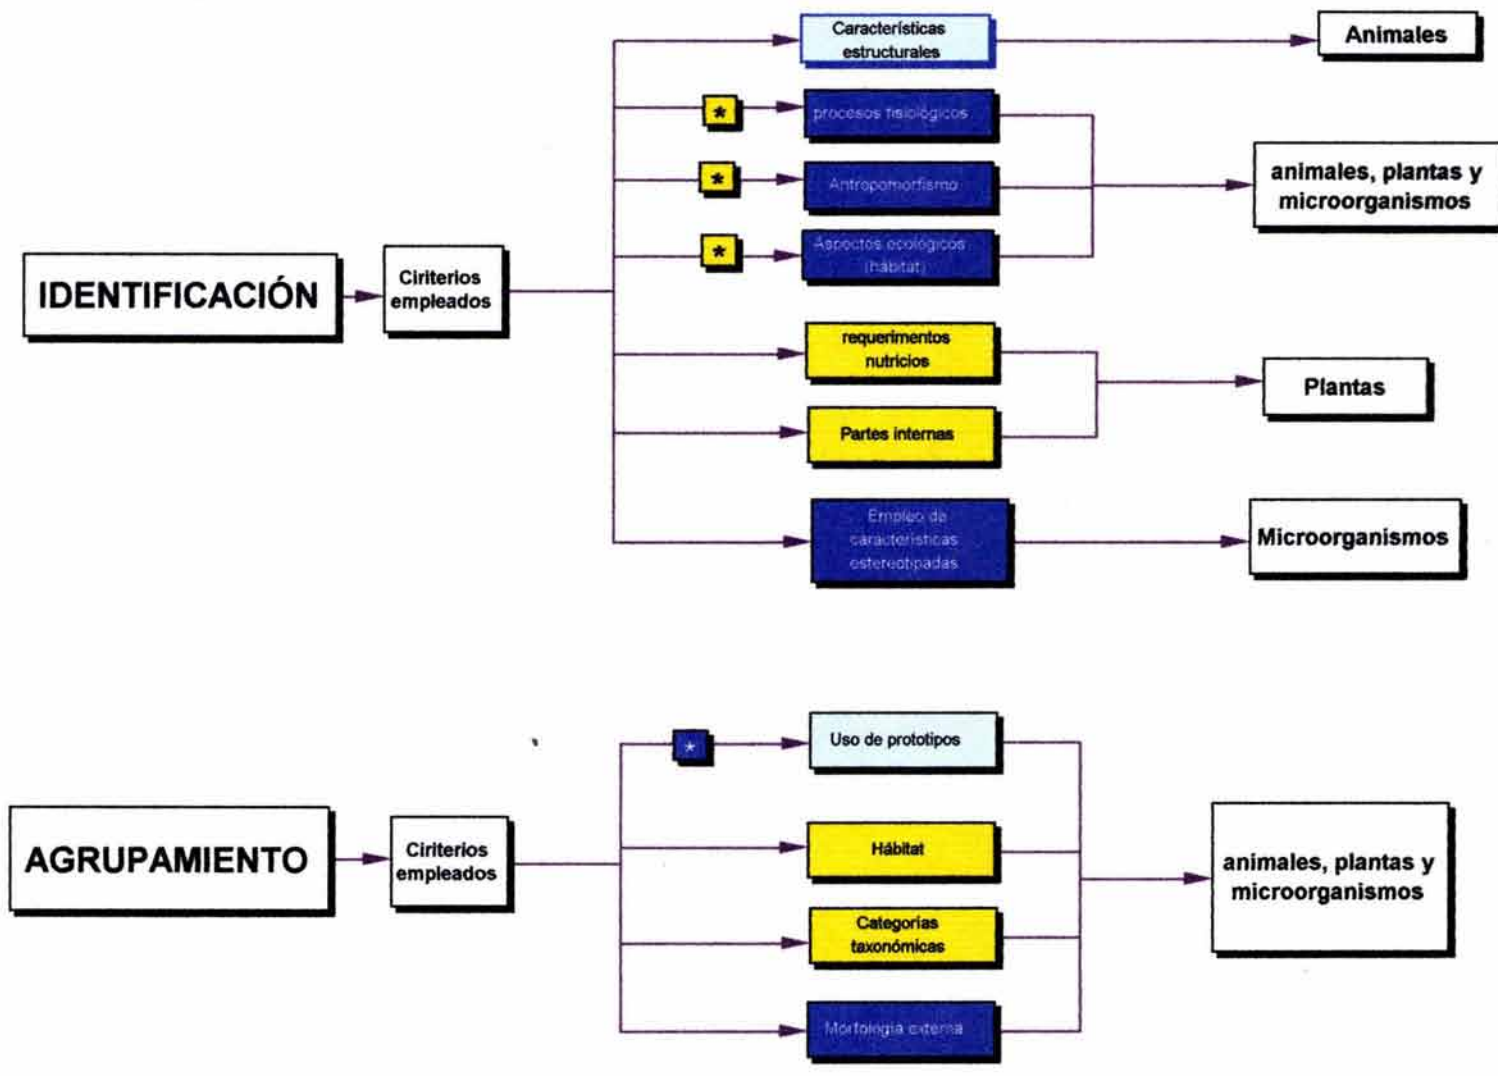 Características
estructurales
Animales
*
procesos fisiológicos
*
Antropomorfismo
animales, plantas y
microorganismos
*
Aspectos ecológicos
(hábitat)
IDENTIFICACIÓN
Ciriterios
empleados
requerimentos
nutricios
Plantas
Partes internas
Empleo de
características
estereotipadas
Microorganismos
*
Uso de prototipos
AGRUPAMIENTO
Ciriterios
empleados
Hábitat
animales, plantas y
microorganismos
Categorías
taxonómicas
Morfología externa